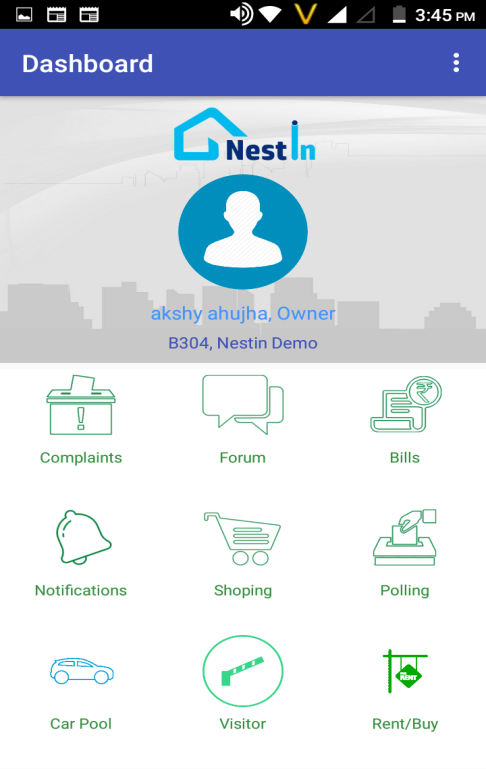 3:45 PM
Dashboard
Nest In
akshy ahujha, Owner
B304, Nestin Demo
Complaints Forum Bills
Notifications Shoping Polling
RENT
Car Pool Visitor Rent/Buy